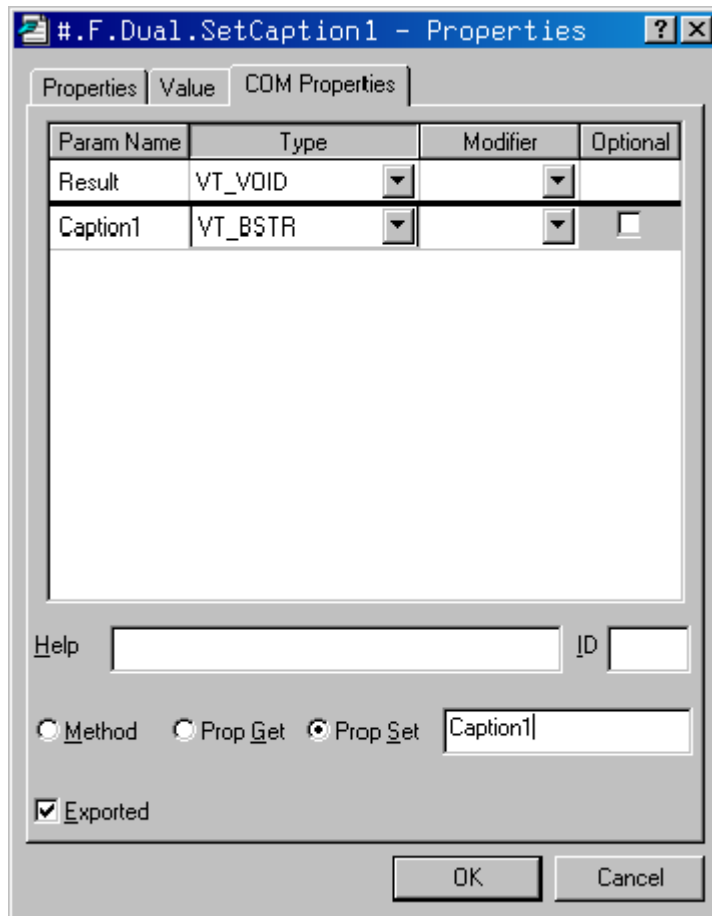 #.F.Dual.SetCaption1 - Properties
Properties Value COM Properties
Param Name Type Modifier Optional
Result VT_VOID
Caption1 VT_BSTR
Help ID
Method Prop Get Prop Set Caption1
Exported
OK Cancel